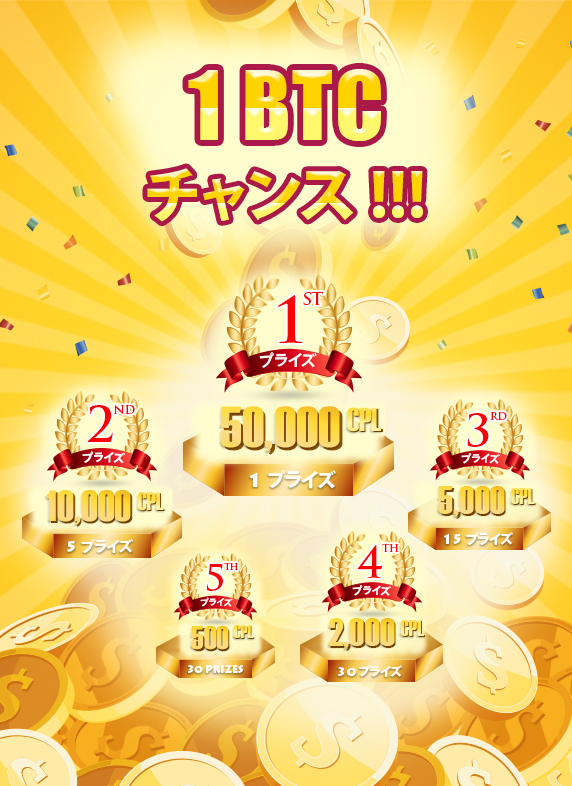 1 BTC
チャンス !!!
1ST
プライズ
50,000 CPL
1 プライズ
2ND
プライズ
10,000 CPL
5 プライズ
3RD
プライズ
5,000 CPL
15 プライズ
4TH
プライズ
2,000 CPL
30 プライズ
5TH
プライズ
500 CPL
30 PRIZES